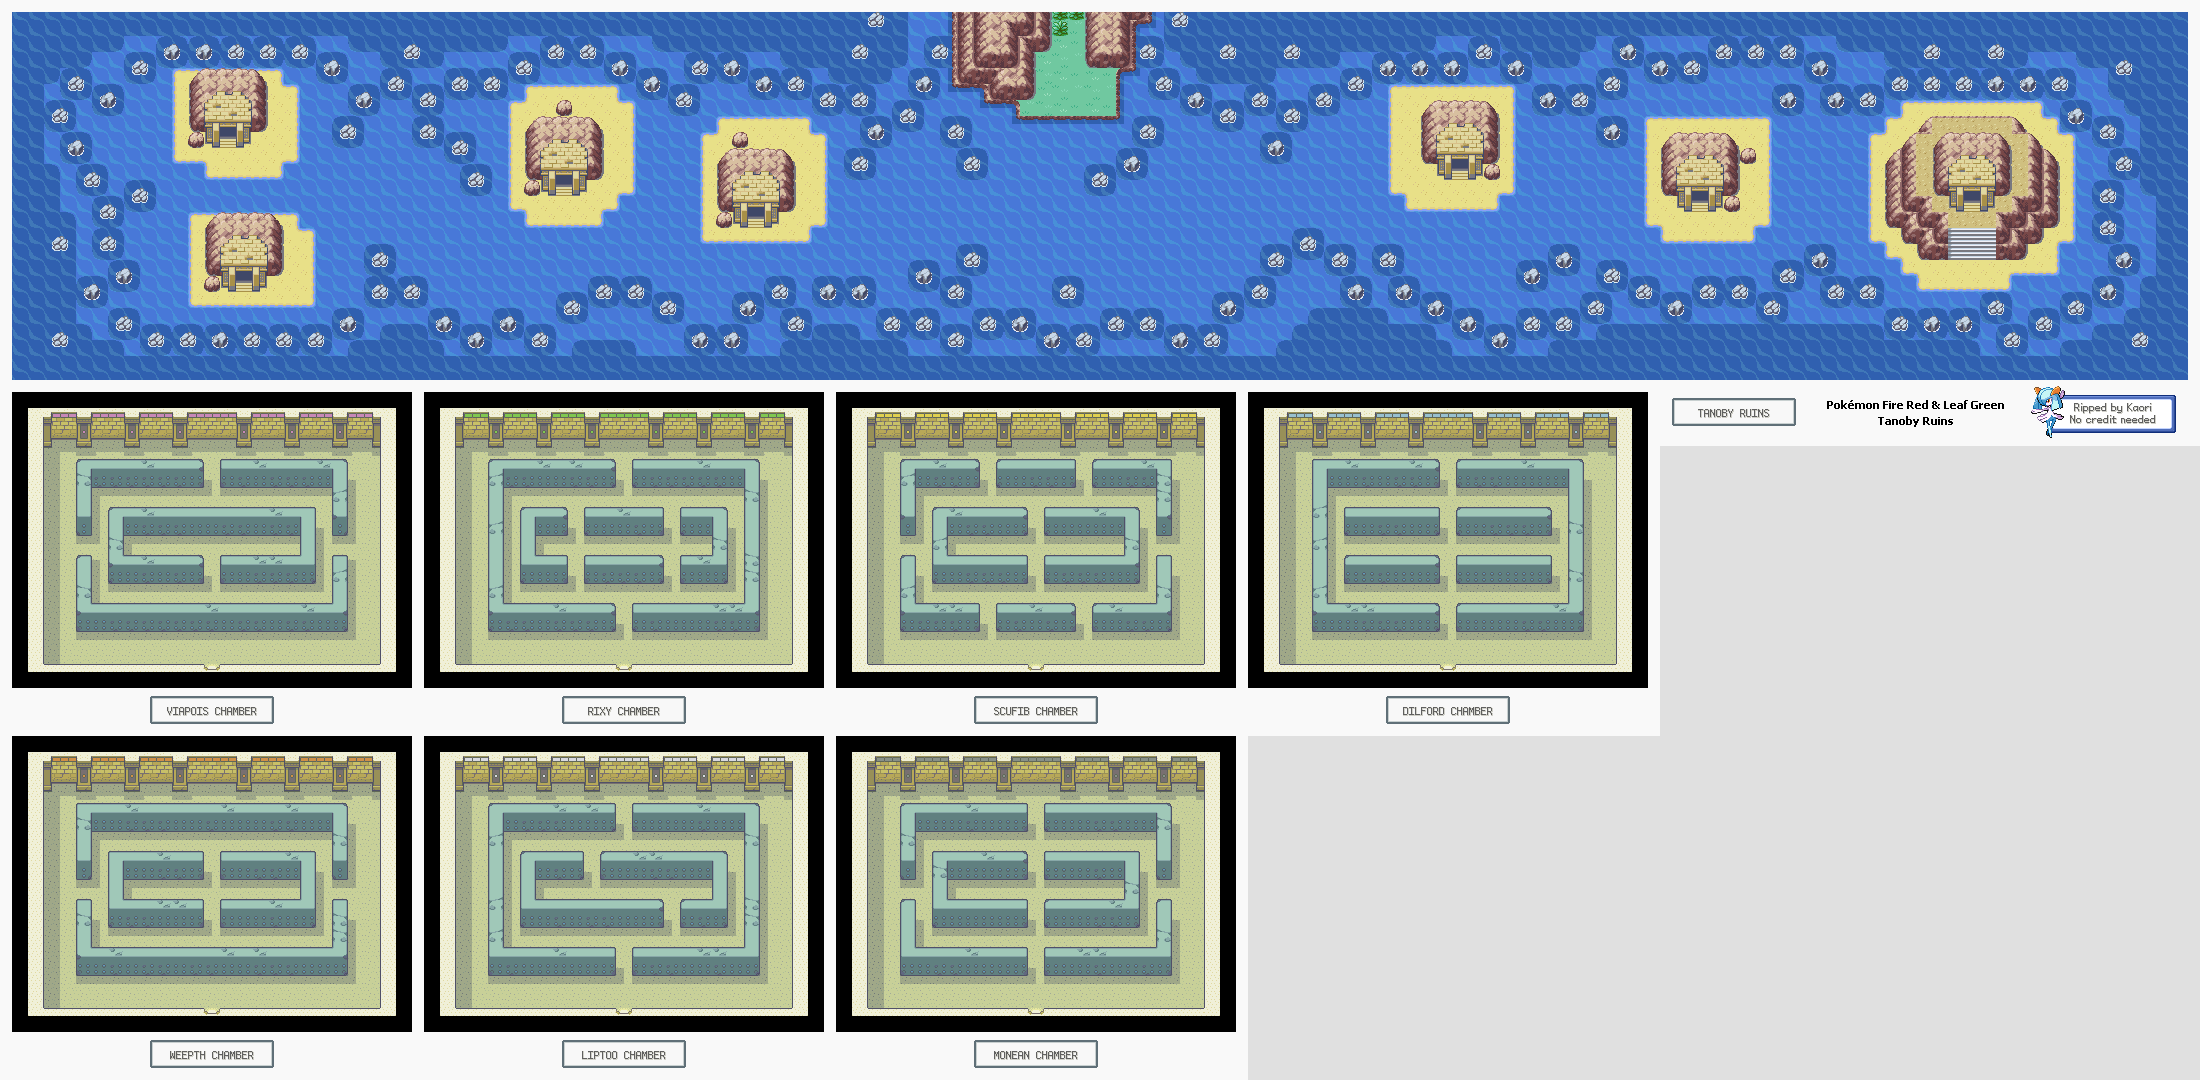 TANOBY RUINS
Pokémon Fire Red & Leaf Green
Tanoby Ruins
Ripped by Kaori
No credit needed
VIAPOIS CHAMBER
RIXY CHAMBER
SCUFIB CHAMBER
DILFORD CHAMBER
WEEPTH CHAMBER
LIPTOO CHAMBER
MONEAN CHAMBER